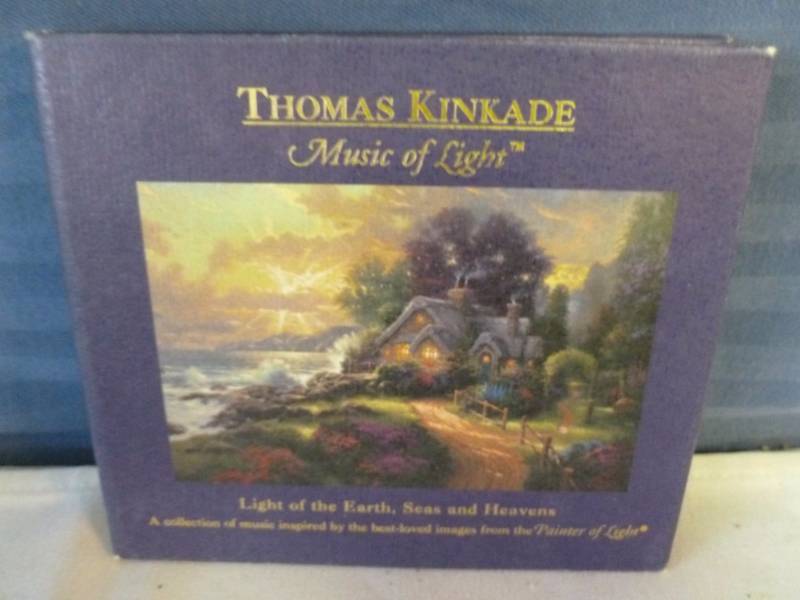 THOMAS KINKADE
Music of Light™
Light of the Earth, Seas and Heavens
A collection of music inspired by the best-loved images from the Painter of Light®